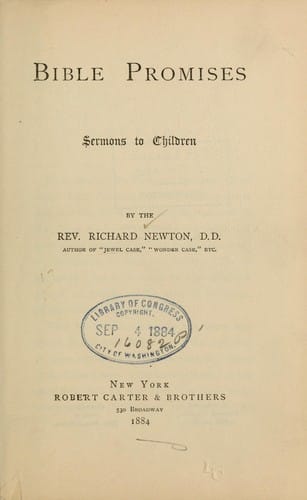 BIBLE PROMISES
Sermons to Children
BY THE
REV. RICHARD NEWTON, D.D.
AUTHOR OF "JEWEL CASE," "WONDER CASE," ETC.
LIBRARY OF CONGRESS
COPYRIGHT.
SEP 4 1884
CITY OF WASHINGTON.
NEW YORK
ROBERT CARTER & BROTHERS
530 BROADWAY
1884